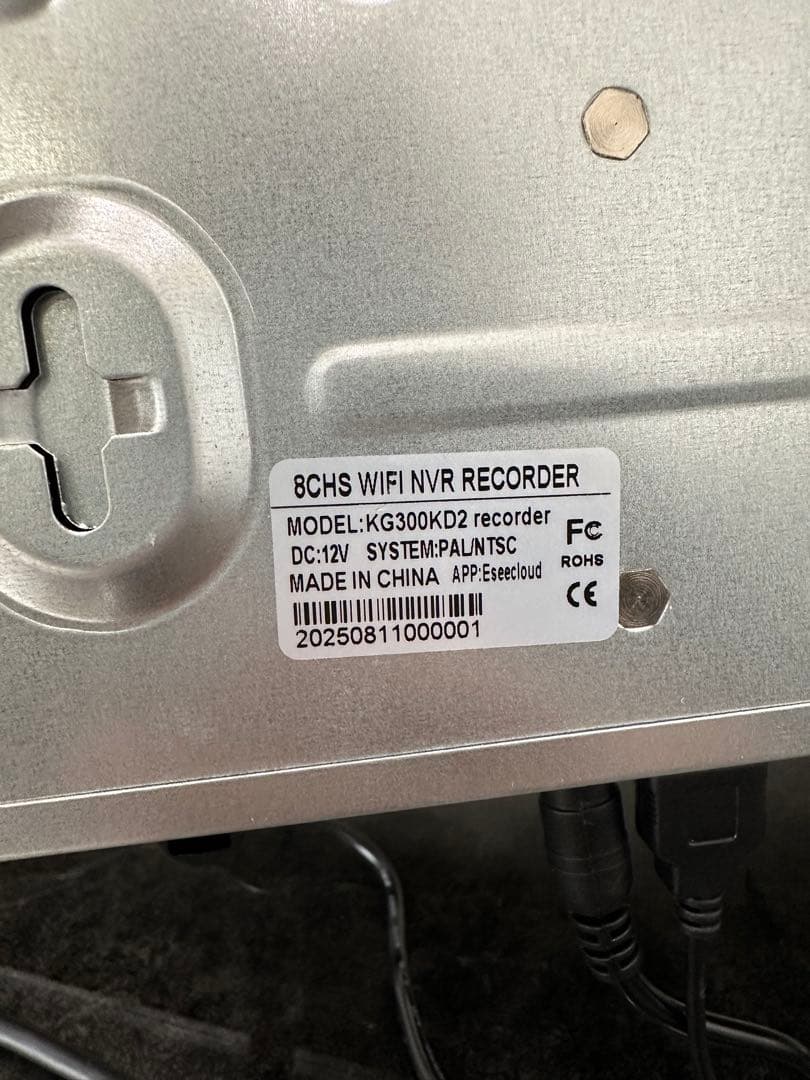 8CHS WIFI NVR RECORDER
MODEL:KG300KD2 recorder
DC:12V SYSTEM:PAL/NTSC
MADE IN CHINA APP:Eseecloud
20250811000001
FC
ROHS
CE